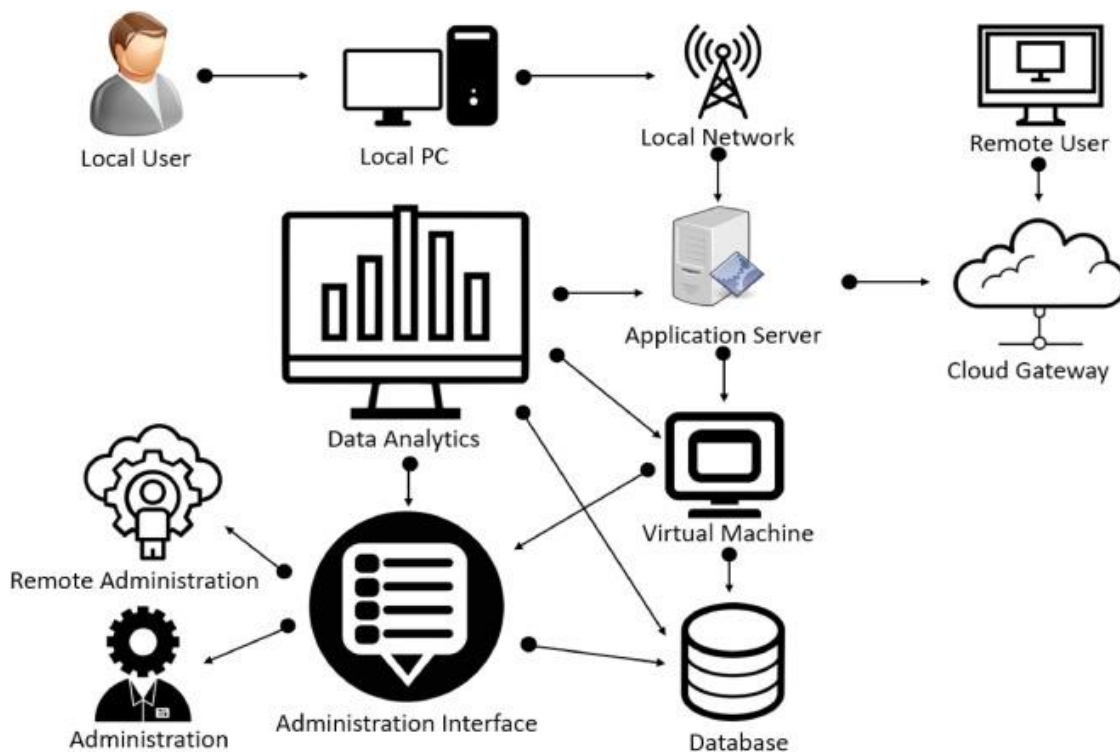 Local User
Local PC
Local Network
Remote User
Application Server
Cloud Gateway
Data Analytics
Virtual Machine
Remote Administration
Administration
Administration Interface
Database